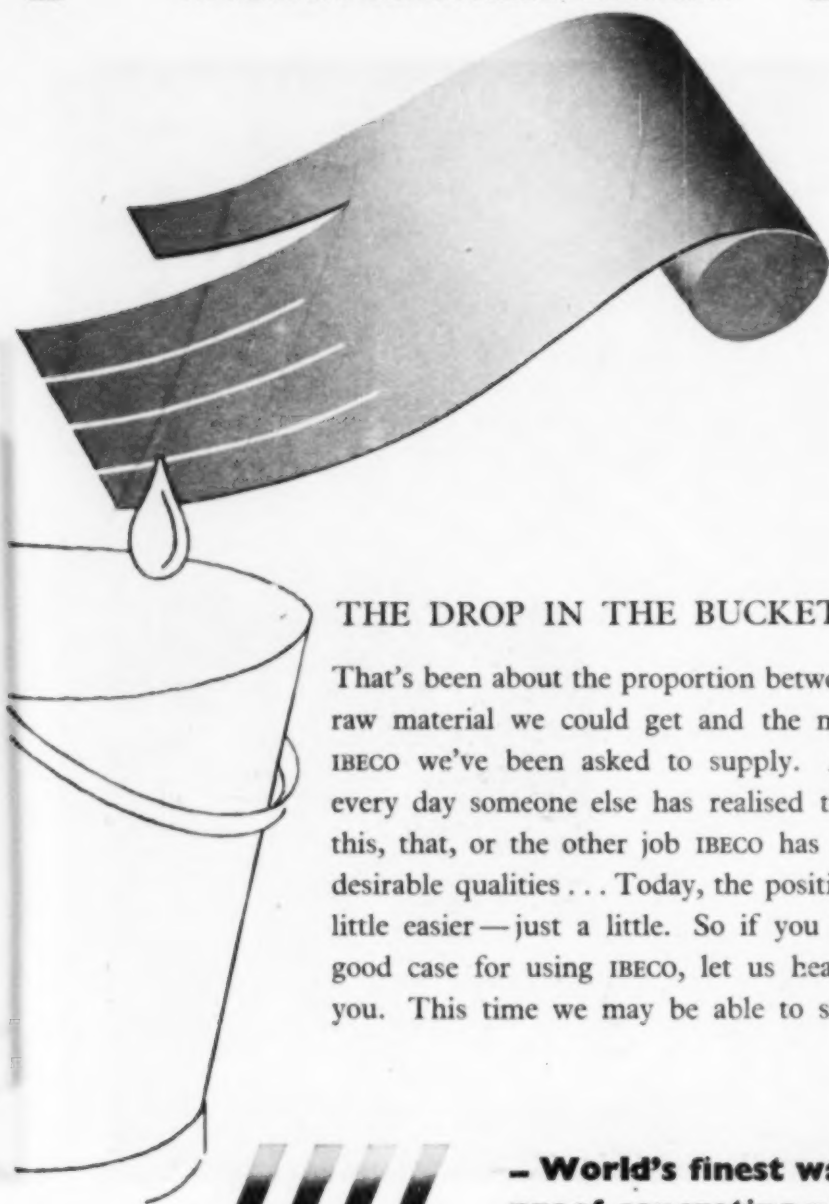 THE DROP IN THE BUCKET
That's been about the proportion
raw material we could get and the
IBECO we've been asked to supply.
every day someone else has realised
this, that, or the other job IBECO has
desirable qualities ... Today, the
little easier—just a little. So if you
good case for using IBECO, let us
you. This time we may be able to
– World's finest